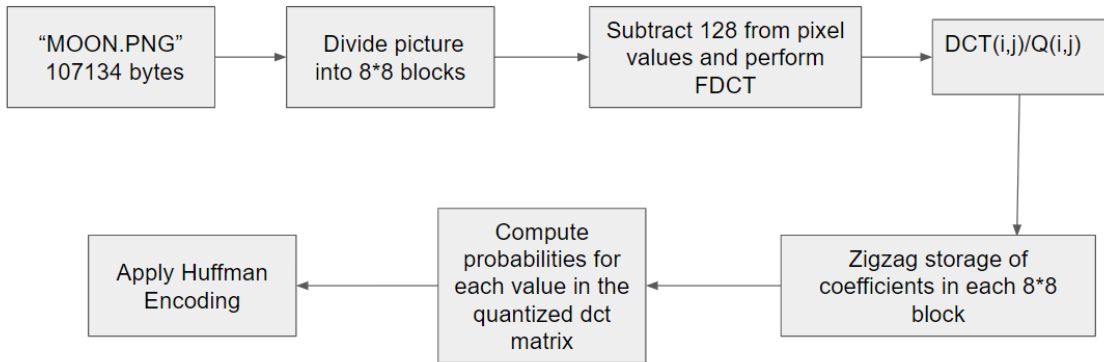 “MOON.PNG”
107134 bytes
Divide picture
into 8*8 blocks
Subtract 128 from pixel
values and perform
FDCT
DCT(i,j)/Q(i,j)
Zigzag storage of
coefficients in each 8*8
block
Compute
probabilities for
each value in the
quantized dct
matrix
Apply Huffman
Encoding